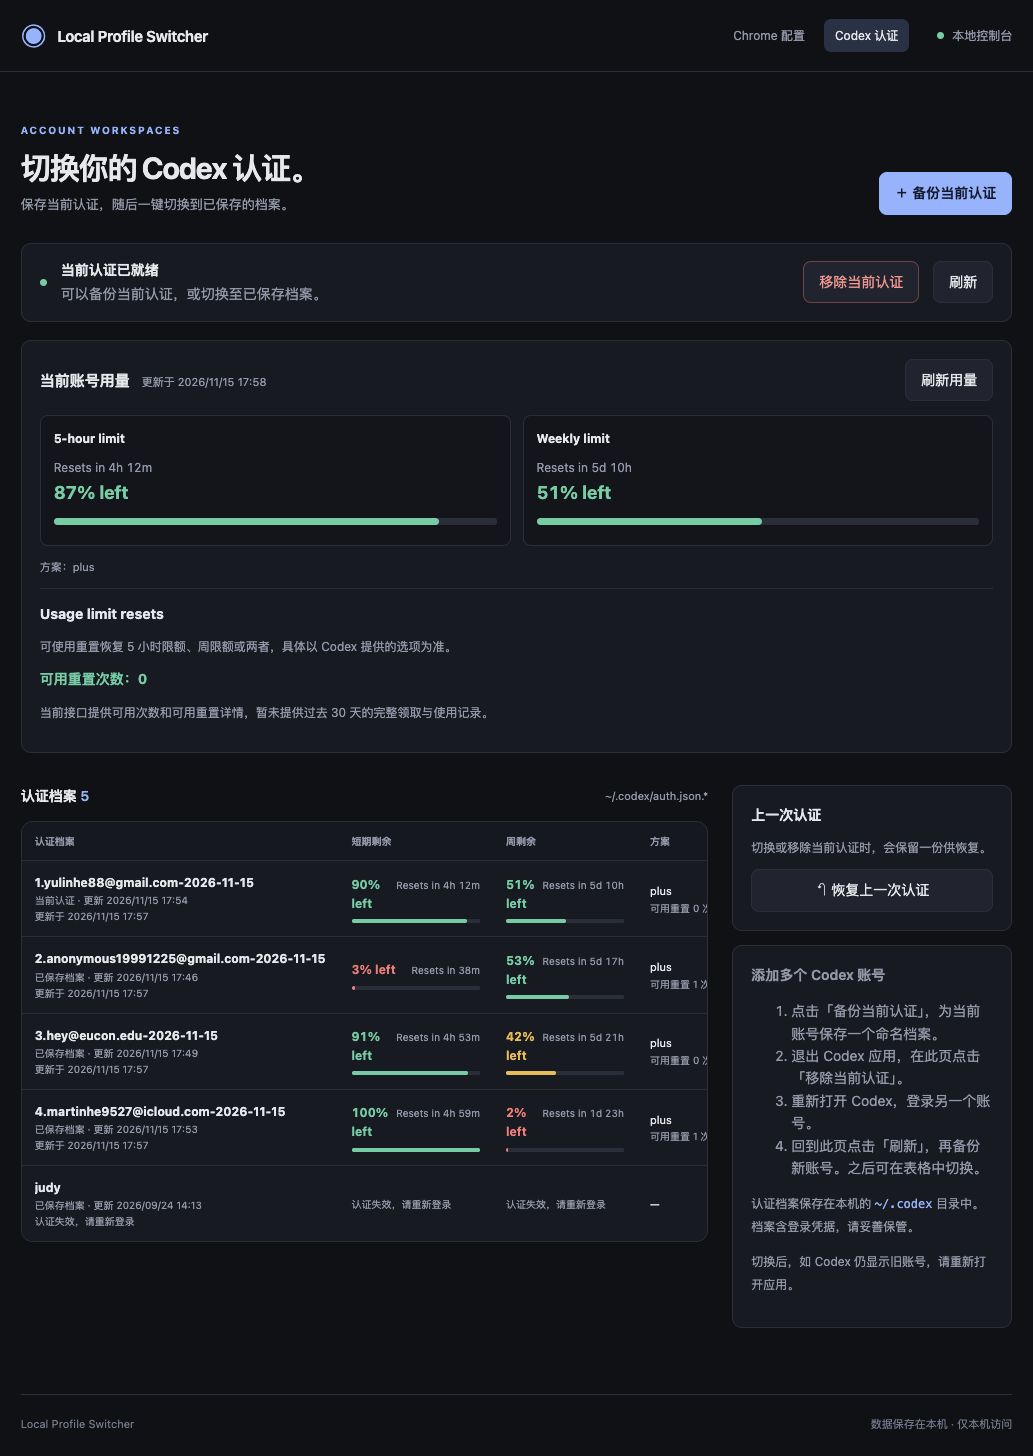 Local Profile Switcher
Chrome 配置
Codex 认证
本地控制台
ACCOUNT WORKSPACES
切换你的 Codex 认证。
保存当前认证，随后一键切换到已保存的档案。
＋ 备份当前认证
当前认证已就绪
可以备份当前认证，或切换至已保存档案。
移除当前认证
刷新
当前账号用量 更新于 2026/11/15 17:58
刷新用量
5-hour limit
Resets in 4h 12m
87% left
Weekly limit
Resets in 5d 10h
51% left
方案：plus
Usage limit resets
可使用重置恢复 5 小时限额、周限额或两者，具体以 Codex 提供的选项为准。
可用重置次数：0
当前接口提供可用次数和可用重置详情，暂未提供过去 30 天的完整领取与使用记录。
认证档案 5
~/.codex/auth.json.*
认证档案 短期剩余 周剩余 方案
1.yulinhe88@gmail.com-2026-11-15
当前认证 · 更新 2026/11/15 17:54
更新于 2026/11/15 17:57
90% left
Resets in 4h 12m
51% left
Resets in 5d 10h
plus
可用重置 0 次
2.anonymous19991225@gmail.com-2026-11-15
已保存档案 · 更新 2026/11/15 17:46
更新于 2026/11/15 17:57
3% left
Resets in 38m
53% left
Resets in 5d 17h
plus
可用重置 1 次
3.hey@eucon.edu-2026-11-15
已保存档案 · 更新 2026/11/15 17:49
更新于 2026/11/15 17:57
91% left
Resets in 4h 53m
42% left
Resets in 5d 21h
plus
可用重置 0 次
4.martinhe9527@icloud.com-2026-11-15
已保存档案 · 更新 2026/11/15 17:53
更新于 2026/11/15 17:57
100% left
Resets in 4h 59m
2% left
Resets in 1d 23h
plus
可用重置 1 次
judy
已保存档案 · 更新 2026/09/24 14:13
认证失效，请重新登录
认证失效，请重新登录
认证失效，请重新登录
—
上一次认证
切换或移除当前认证时，会保留一份供恢复。
恢复上一次认证
添加多个 Codex 账号
1. 点击「备份当前认证」，为当前
账号保存一个命名档案。
2. 退出 Codex 应用，在此页点击
「移除当前认证」。
3. 重新打开 Codex，登录另一个账
号。
4. 回到此页点击「刷新」，再备份
新账号。之后可在表格中切换。
认证档案保存在本机的 ~/.codex 目录中。
档案含登录凭据，请妥善保管。
切换后，如 Codex 仍显示旧账号，请重新打
开应用。
Local Profile Switcher
数据保存在本机 · 仅本机访问